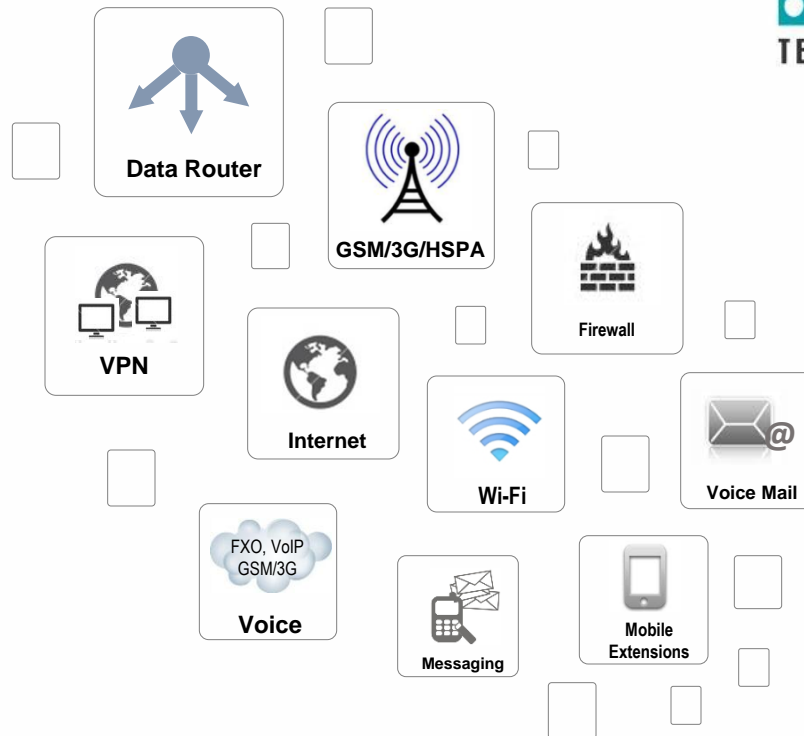 TE
Data Router
GSM/3G/HSPA
Firewall
VPN
Internet
Wi-Fi
@
Voice Mail
FXO, VoIP
GSM/3G
Voice
Messaging
Mobile
Extensions